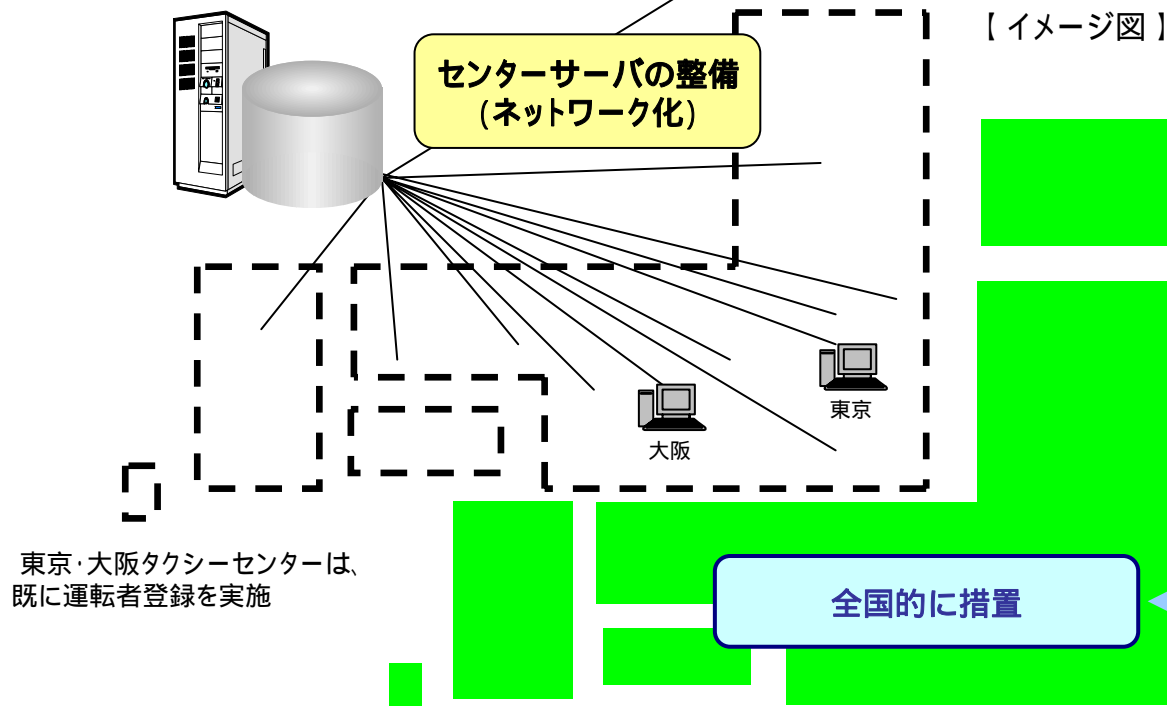 【イメージ図】
センターサーバの整備
(ネットワーク化)
東京
大阪
東京・大阪タクシーセンターは、
既に運転者登録を実施
全国的に措置